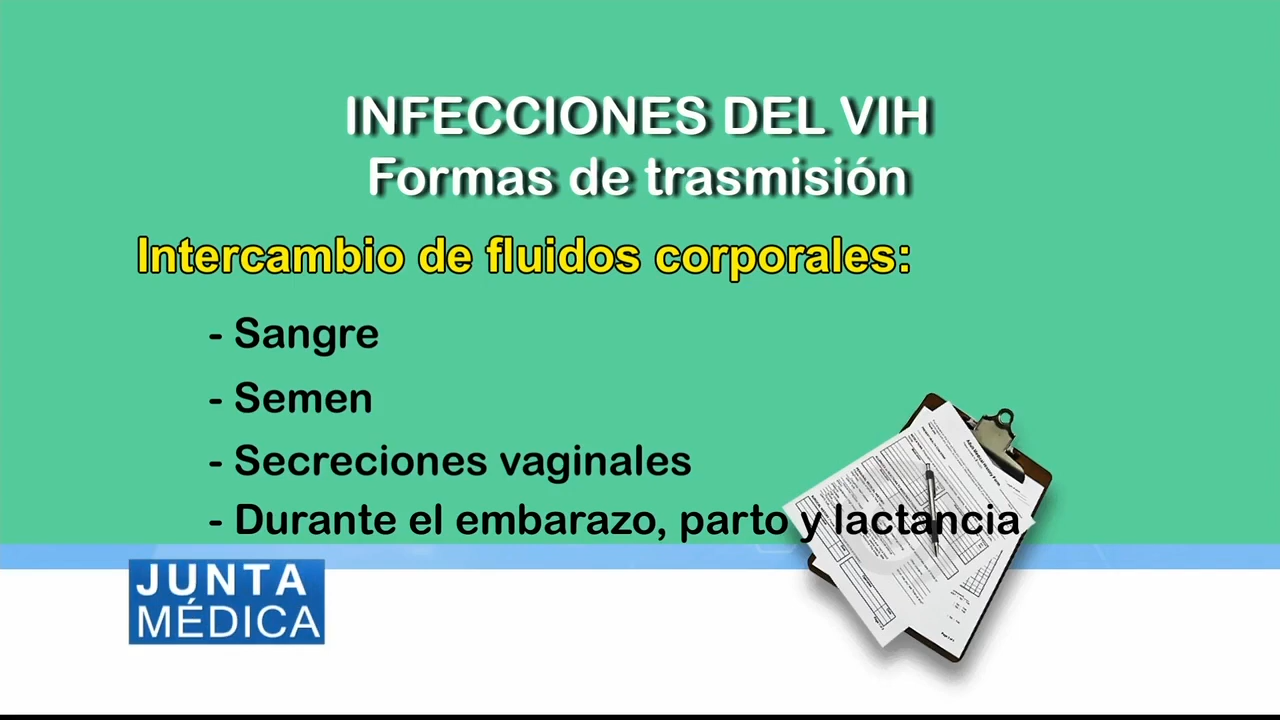 INFECCIONES DEL VIH
Formas de trasmisión
Intercambio de fluidos corporales:
- Sangre
- Semen
- Secreciones vaginales
- Durante el embarazo, parto y lactancia
JUNTA
MÉDICA